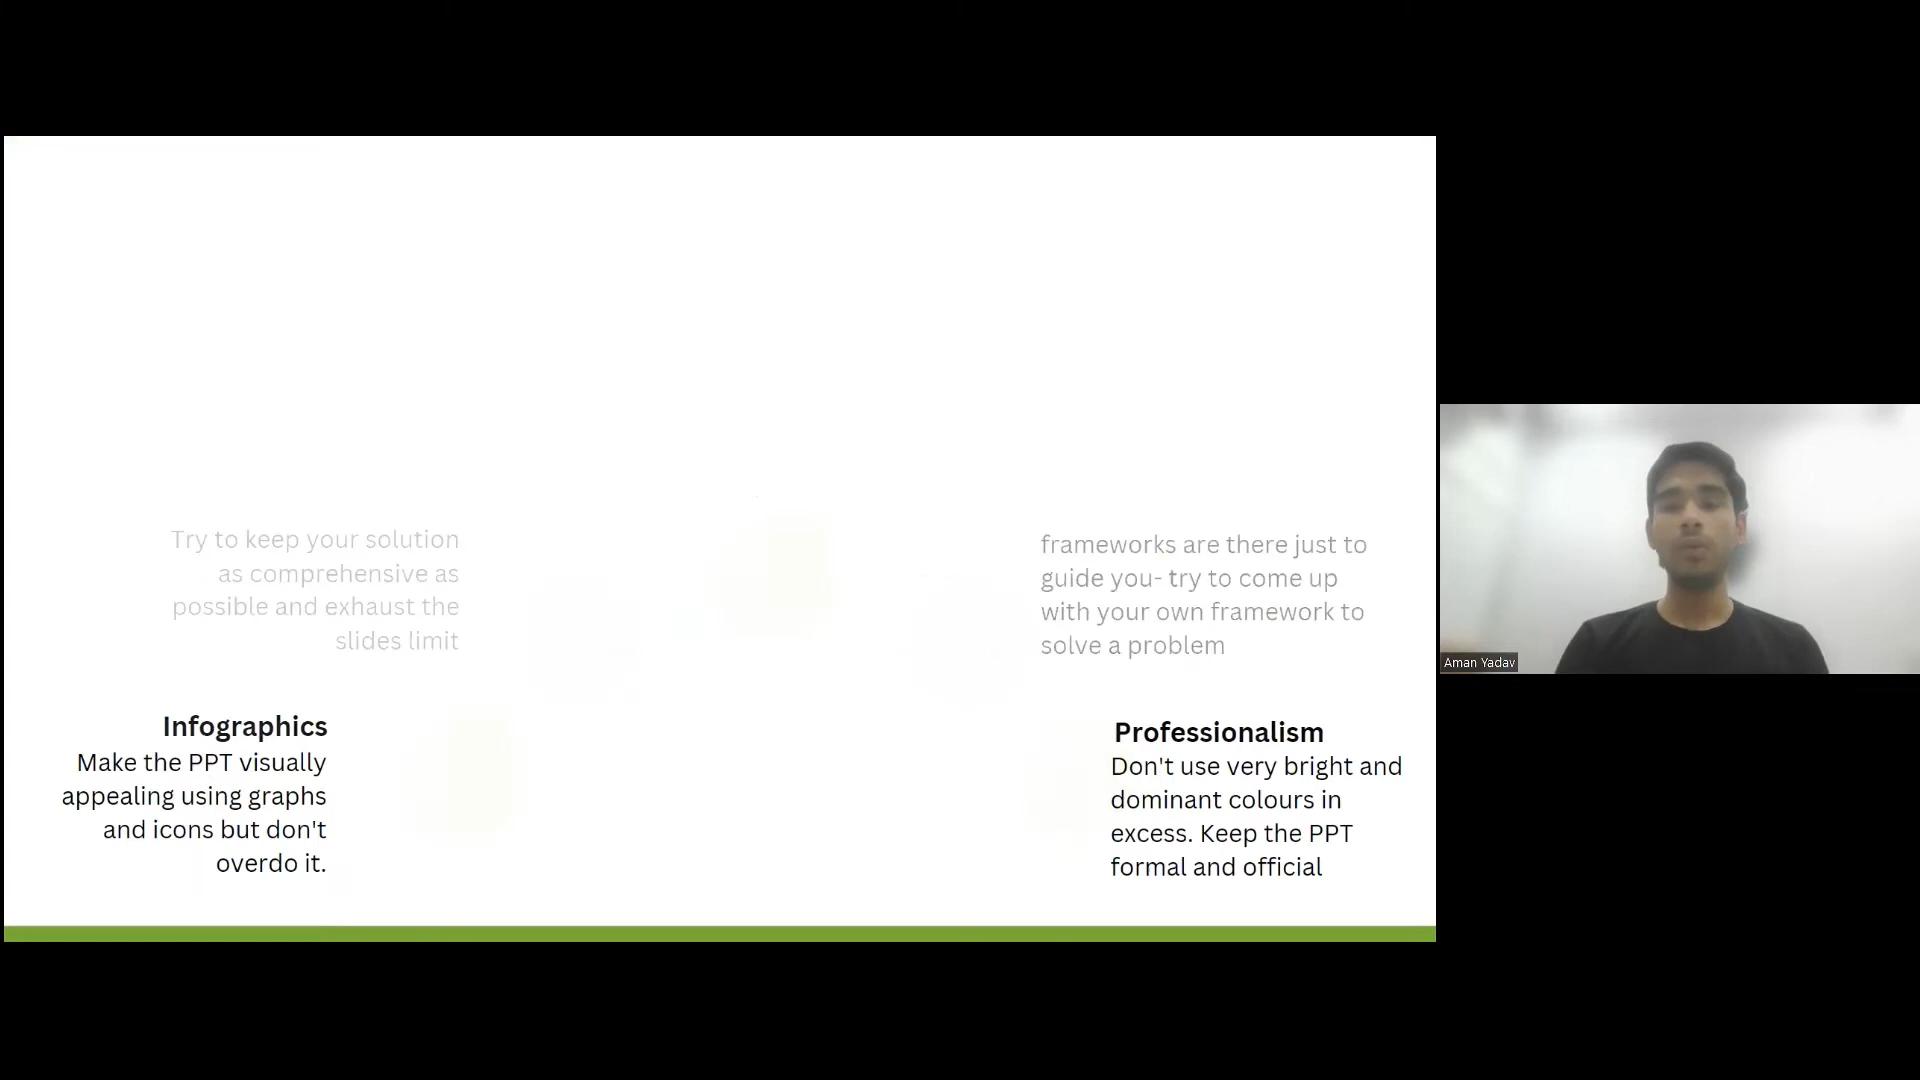 Try to keep your solution
as comprehensive as
possible and exhaust the
slides limit
frameworks are there just to
guide you- try to come up
with your own framework to
solve a problem
Infographics
Make the PPT visually
appealing using graphs
and icons but don't
overdo it.
Professionalism
Don't use very bright and
dominant colours in
excess. Keep the PPT
formal and official
Aman Yadav